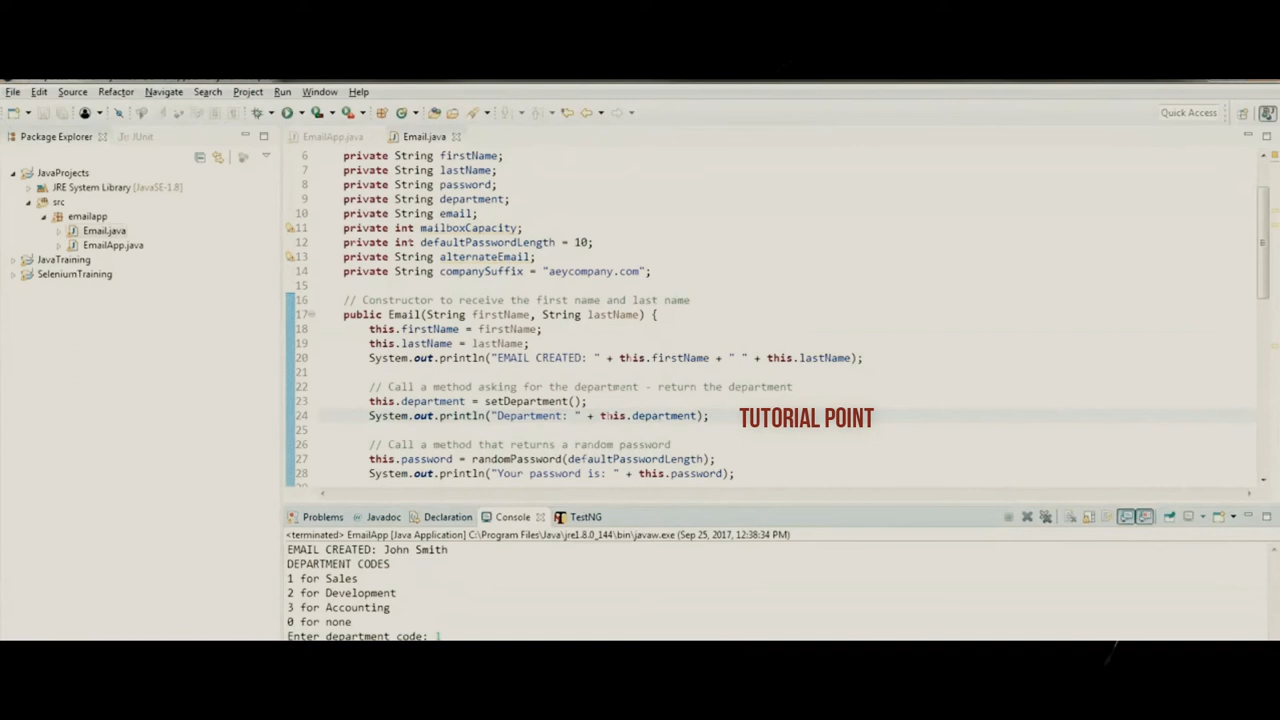 File Edit Source Refactor Navigate Search Project Run Window Help
Quick Access
Package Explorer JUnit
EmailApp.java Email.java
JavaProjects
JRE System Library [JavaSE-1.8]
src
emailapp
Email.java
EmailApp.java
JavaTraining
SeleniumTraining
6 private String firstName;
7 private String lastName;
8 private String password;
9 private String department;
10 private String email;
11 private int mailboxCapacity;
12 private int defaultPasswordLength = 10;
13 private String alternateEmail;
14 private String companySuffix = "aeycompany.com";
15
16 // Constructor to receive the first name and last name
17 public Email(String firstName, String lastName) {
18 this.firstName = firstName;
19 this.lastName = lastName;
20 System.out.println("EMAIL CREATED: " + this.firstName + " " + this.lastName);
21
22 // Call a method asking for the department - return the department
23 this.department = setDepartment();
24 System.out.println("Department: " + this.department);
TUTORIAL POINT
25
26 // Call a method that returns a random password
27 this.password = randomPassword(defaultPasswordLength);
28 System.out.println("Your password is: " + this.password);
Problems Javadoc Declaration Console TestNG
<terminated> EmailApp [Java Application] C:\Program Files\Java\jre1.8.0_144\bin\javaw.exe (Sep 25, 2017, 12:38:34 PM)
EMAIL CREATED: John Smith
DEPARTMENT CODES
1 for Sales
2 for Development
3 for Accounting
0 for none
Enter department code: 1